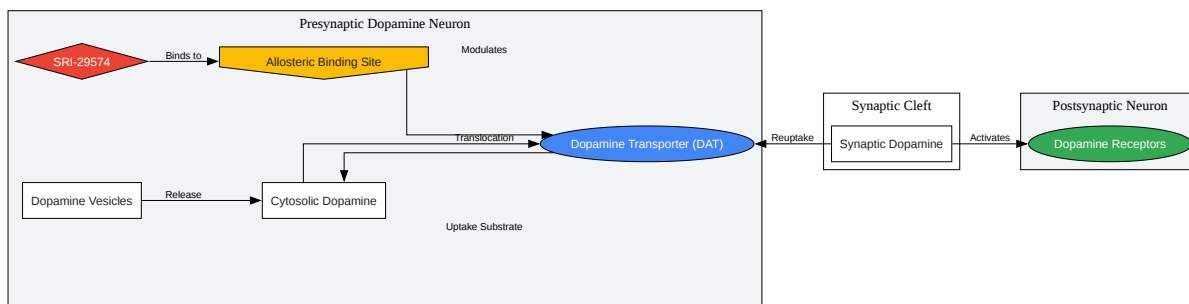 Presynaptic Dopamine Neuron
SRI-29574
Binds to
Allosteric Binding Site
Modulates
Synaptic Cleft
Postsynaptic Neuron
Translocation
Dopamine Transporter (DAT)
Reuptake
Synaptic Dopamine
Activates
Dopamine Receptors
Dopamine Vesicles
Release
Cytosolic Dopamine
Uptake Substrate